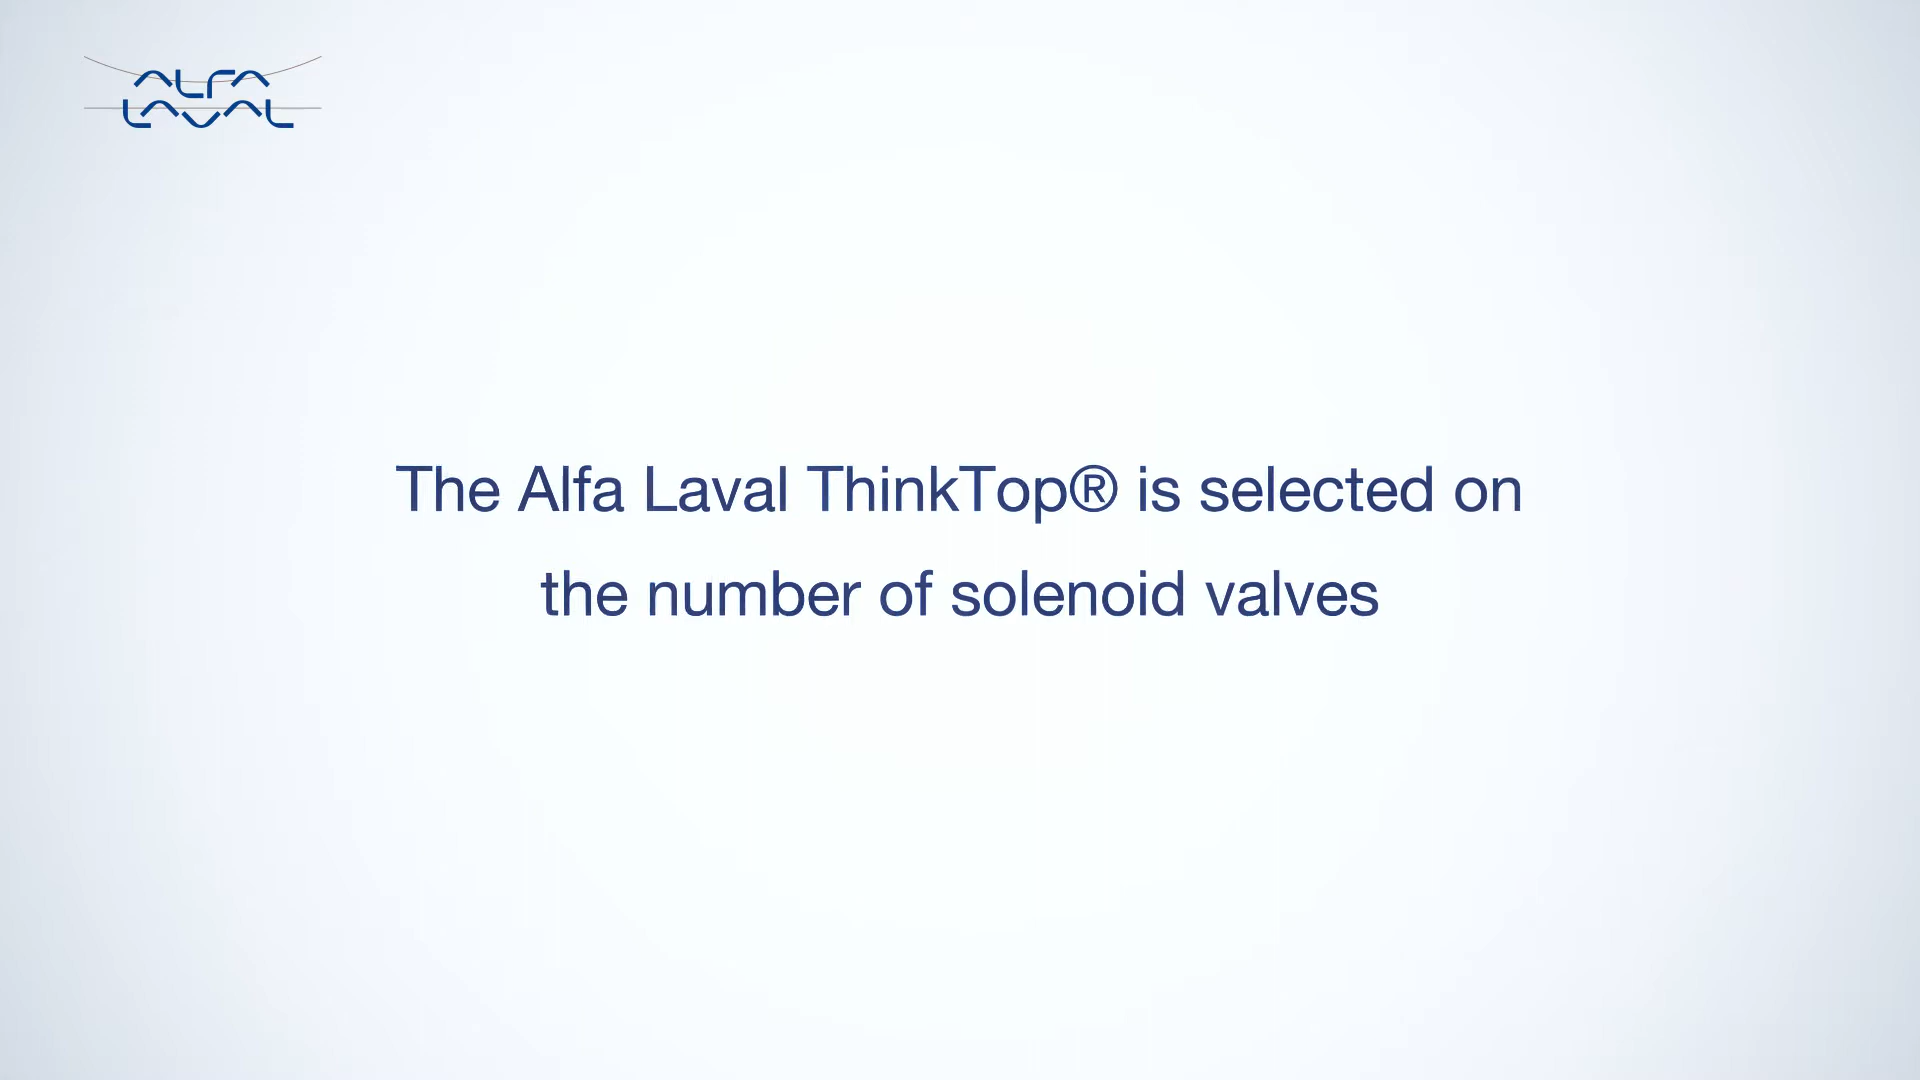 ALFA
LAVAL
The Alfa Laval ThinkTop® is selected on
the number of solenoid valves